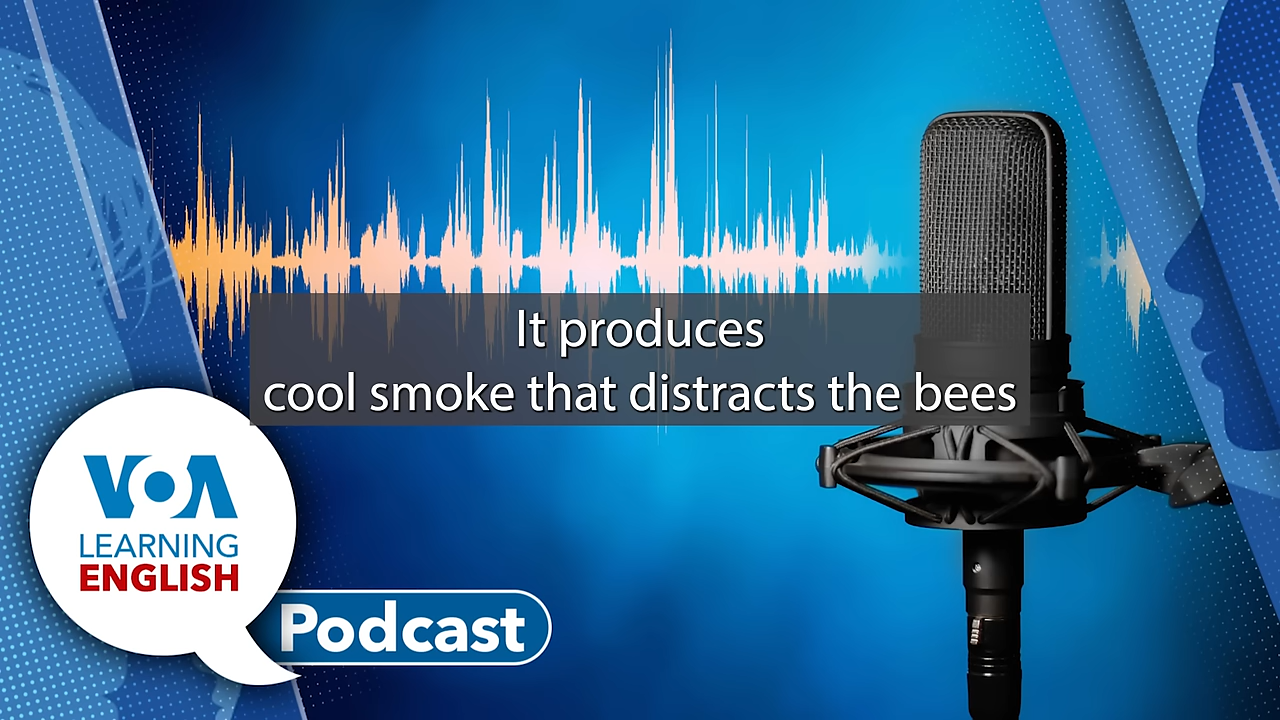 It produces
cool smoke that distracts the bees
VOA
LEARNING
ENGLISH
Podcast